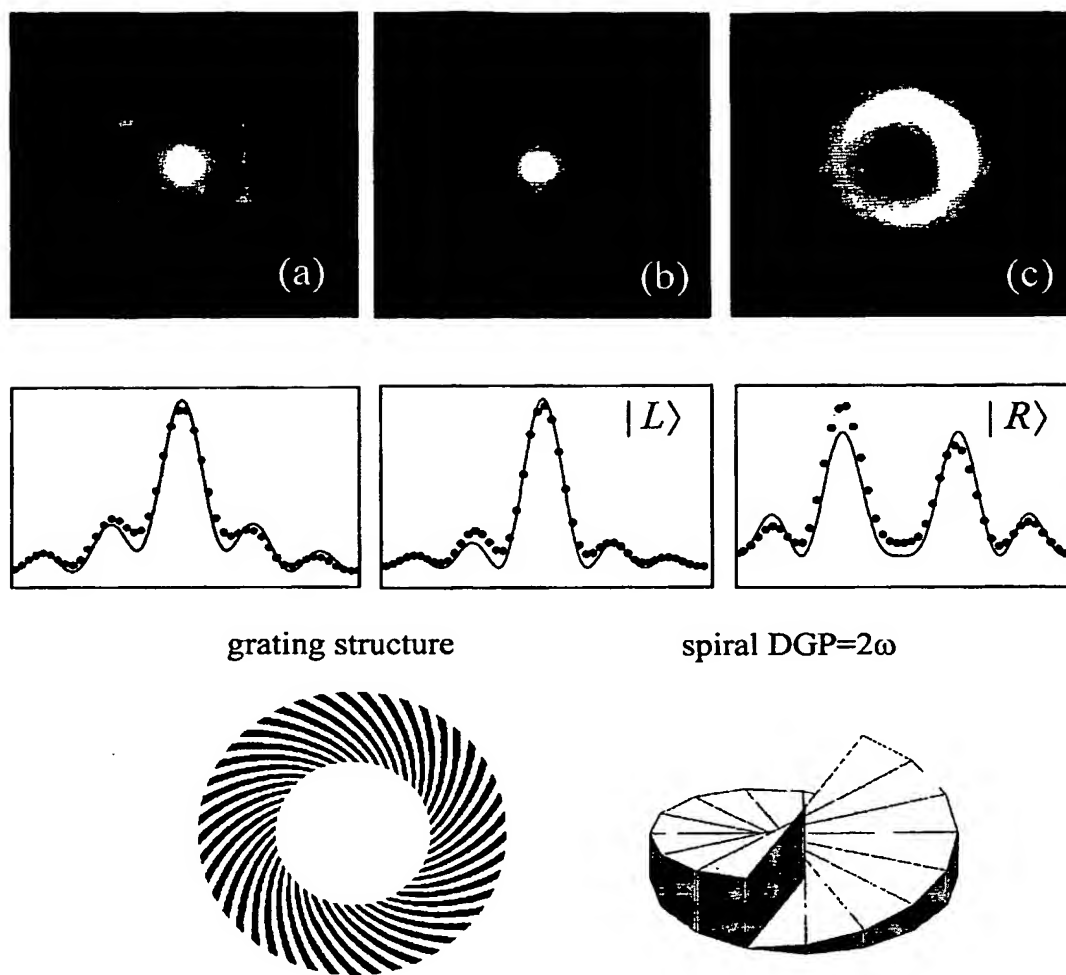 (a)
(b)
(c)
|L⟩
|R⟩
grating structure
spiral DGP=2ω